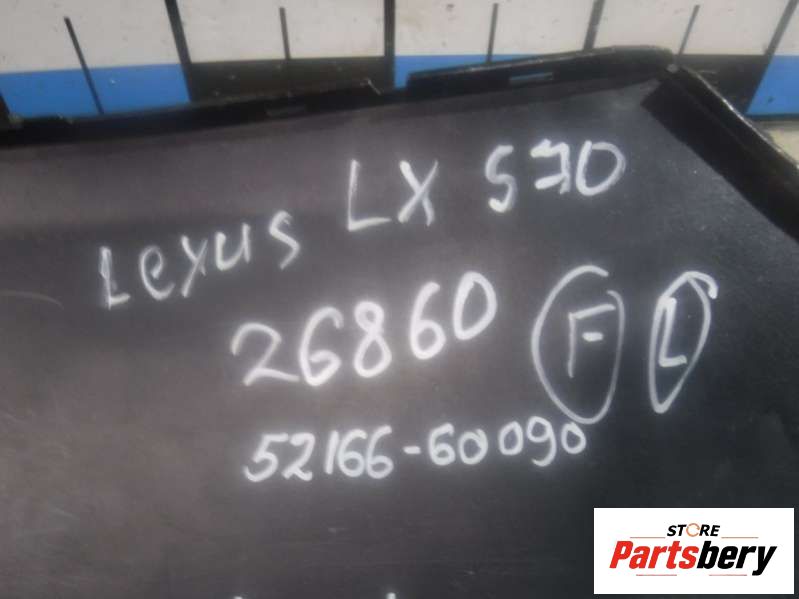 Lexus LX 570
26860 F L
52166-60090
STORE
Partsbery